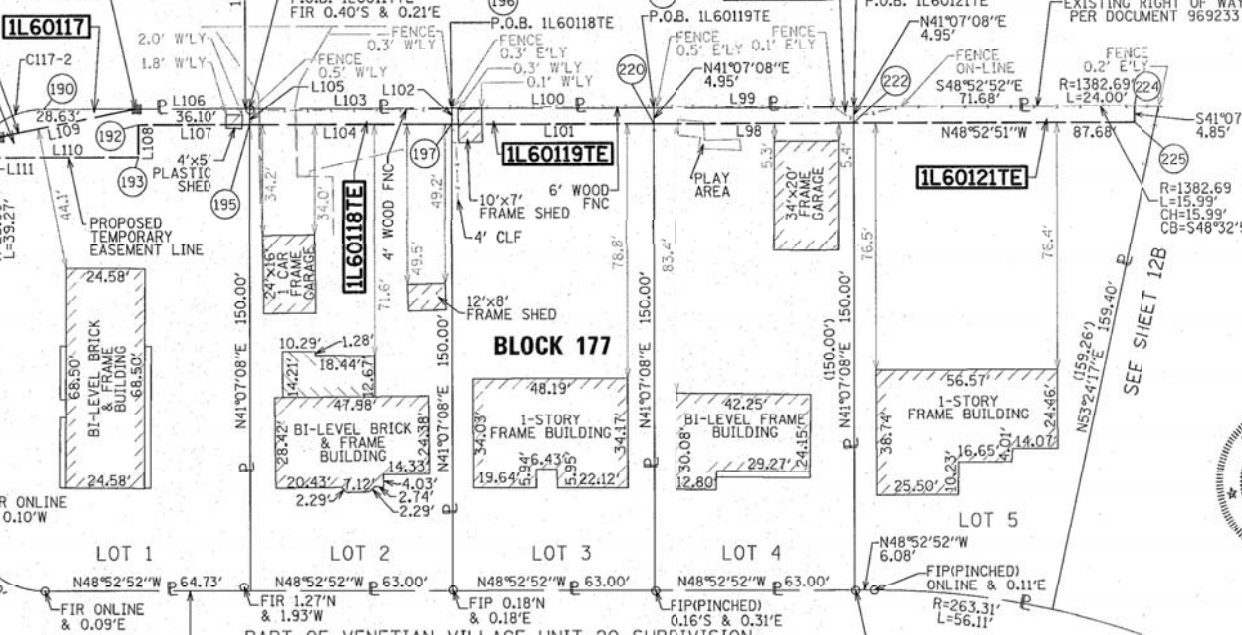 P.O.B. 1L60117TE
FIR 0.40'S & 0.21'E
196
P.O.B. 1L60118TE
P.O.B. 1L60119TE
P.O.B. 1L60121TE
N41°07'08"E
4.95'
EXISTING RIGHT OF WAY
PER DOCUMENT 969233
1L60117
C117-2
2.0' W'LY
1.8' W'LY
FENCE
0.5' W'LY
L105
FENCE
0.3' W'LY
L102
FENCE
0.3' E'LY
0.3' W'LY
0.1' W'LY
FENCE
0.5' E'LY
220
N41°07'08"E
4.95'
FENCE
0.1' E'LY
222
FENCE
ON-LINE
S48°52'52"E
71.68'
FENCE
0.2' E'LY
R=1382.69'
L=24.00'
224
190
28.63'
L109
192
L108
L110
L111
193
L106
36.10'
L107
L103
L104
L100
L101
L99
L98
N48°52'51"W
87.68'
S41°07'
4.85'
225
4'x5'
PLASTIC
SHED
195
197
1L60118TE
4' WOOD FNC
1L60119TE
6' WOOD
FNC
10'x7'
FRAME SHED
4' CLF
PLAY
AREA
34'x20'
FRAME
GARAGE
5.3'
5.4'
1L60121TE
R=1382.69
L=15.99'
CH=15.99'
CB=S48°32'5
L=39.27'
44.1'
PROPOSED
TEMPORARY
EASEMENT LINE
34.2'
34.0'
24'x16'
1 CAR
FRAME
GARAGE
71.6'
49.5'
49.2'
12'x8'
FRAME SHED
78.8'
83.4'
76.5'
76.4'
BLOCK 177
N41°07'08"E 150.00'
N41°07'08"E 150.00'
N41°07'08"E 150.00'
N41°07'08"E (150.00')
N53°24'17"E 159.40'
(159.26')
SEE SHEET 12B
24.58'
68.50'
BI-LEVEL BRICK
& FRAME
BUILDING
68.50'
24.58'
10.29'
1.28'
18.44'
14.21'
12.67'
47.98'
28.42'
BI-LEVEL BRICK
& FRAME
BUILDING
24.38'
14.33'
20.43'
7.12'
4.03'
2.74'
2.29'
2.29'
48.19'
34.03'
1-STORY
FRAME BUILDING
34.17'
6.43'
19.64'
5.94'
5.95'
22.12'
42.25'
30.08'
BI-LEVEL FRAME
BUILDING
24.15'
29.27'
12.80'
56.57'
38.74'
1-STORY
FRAME BUILDING
24.46'
4.01'
14.07'
16.65'
10.23'
25.50'
R ONLINE
0.10'W
LOT 1
LOT 2
LOT 3
LOT 4
LOT 5
N48°52'52"W
6.08'
N48°52'52"W 64.73'
N48°52'52"W 63.00'
N48°52'52"W 63.00'
N48°52'52"W 63.00'
FIP(PINCHED)
ONLINE & 0.11'E
R=263.31'
L=56.11'
FIR ONLINE
& 0.09'E
FIR 1.27'N
& 1.93'W
FIP 0.18'N
& 0.18'E
FIP(PINCHED)
0.16'S & 0.31'E
PART OF VENETIAN VILLAGE UNIT 20 SUBDIVISION